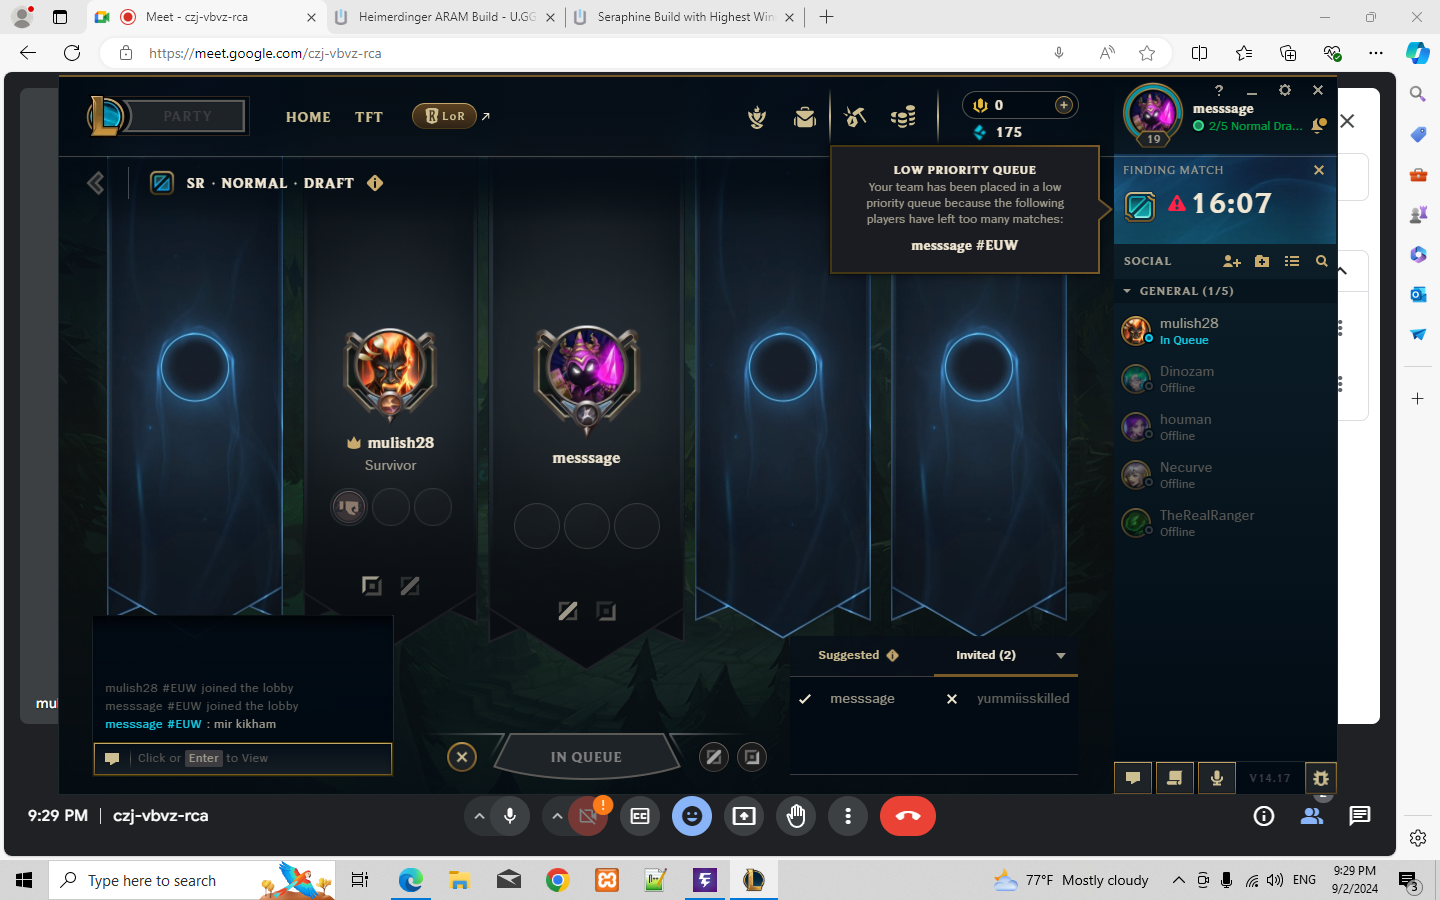 Meet - czj-vbvz-rca
Heimerdinger ARAM Build - U.GG
Seraphine Build with Highest Win
https://meet.google.com/czj-vbvz-rca
PARTY
HOME
TFT
LoR
0
175
?
messsage
2/5 Normal Dra...
19
SR · NORMAL · DRAFT
LOW PRIORITY QUEUE
Your team has been placed in a low
priority queue because the following
players have left too many matches:
messsage #EUW
FINDING MATCH
16:07
SOCIAL
GENERAL (1/5)
mulish28
In Queue
Dinozam
Offline
houman
Offline
Necurve
Offline
TheRealRanger
Offline
mulish28
Survivor
messsage
mulish28 #EUW joined the lobby
messsage #EUW joined the lobby
messsage #EUW : mir kikham
Click or Enter to View
IN QUEUE
Suggested
Invited (2)
messsage
yummiisskilled
V14.17
mul
9:29 PM | czj-vbvz-rca
Type here to search
77°F Mostly cloudy
ENG
9:29 PM
9/2/2024
3